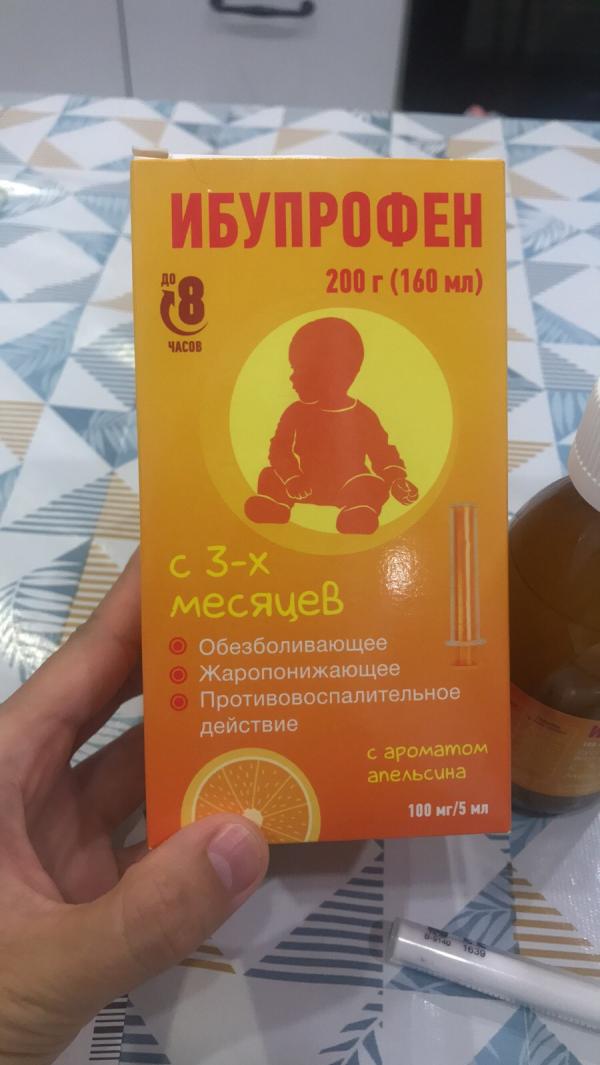 ИБУПРОФЕН
200 г (160 мл)
до
8
часов
с 3-х
месяцев
Обезболивающее
Жаропонижающее
Противовоспалительное
действие
с ароматом
апельсина
100 мг/5 мл
1639